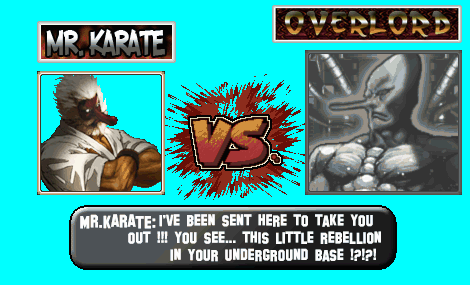 OVERLORD
MR. KARATE
VS.
MR.KARATE: I'VE BEEN SENT HERE TO TAKE YOU
OUT !!! YOU SEE... THIS LITTLE REBELLION
IN YOUR UNDERGROUND BASE !?!?!